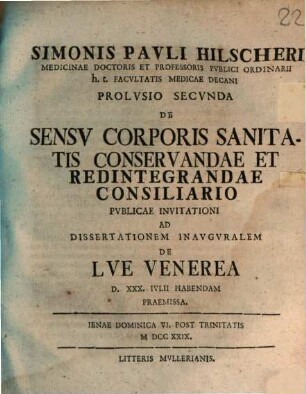 22
SIMONIS PAVLI HILSCHERI
MEDICINAE DOCTORIS ET PROFESSORIS PVBLICI ORDINARII
h. t. FACVLTATIS MEDICAE DECANI
PROLVSIO SECVNDA
DE
SENSV CORPORIS SANITA-
TIS CONSERVANDAE ET
REDINTEGRANDAE
CONSILIARIO
PVBLICAE INVITATIONI
AD
DISSERTATIONEM INAVGVRALEM
DE
LVE VENEREA
D. XXX. IVLII HABENDAM
PRAEMISSA.
IENAE DOMINICA VI. POST TRINITATIS
M DCC XXIX.
LITTERIS MVLLERIANIS.